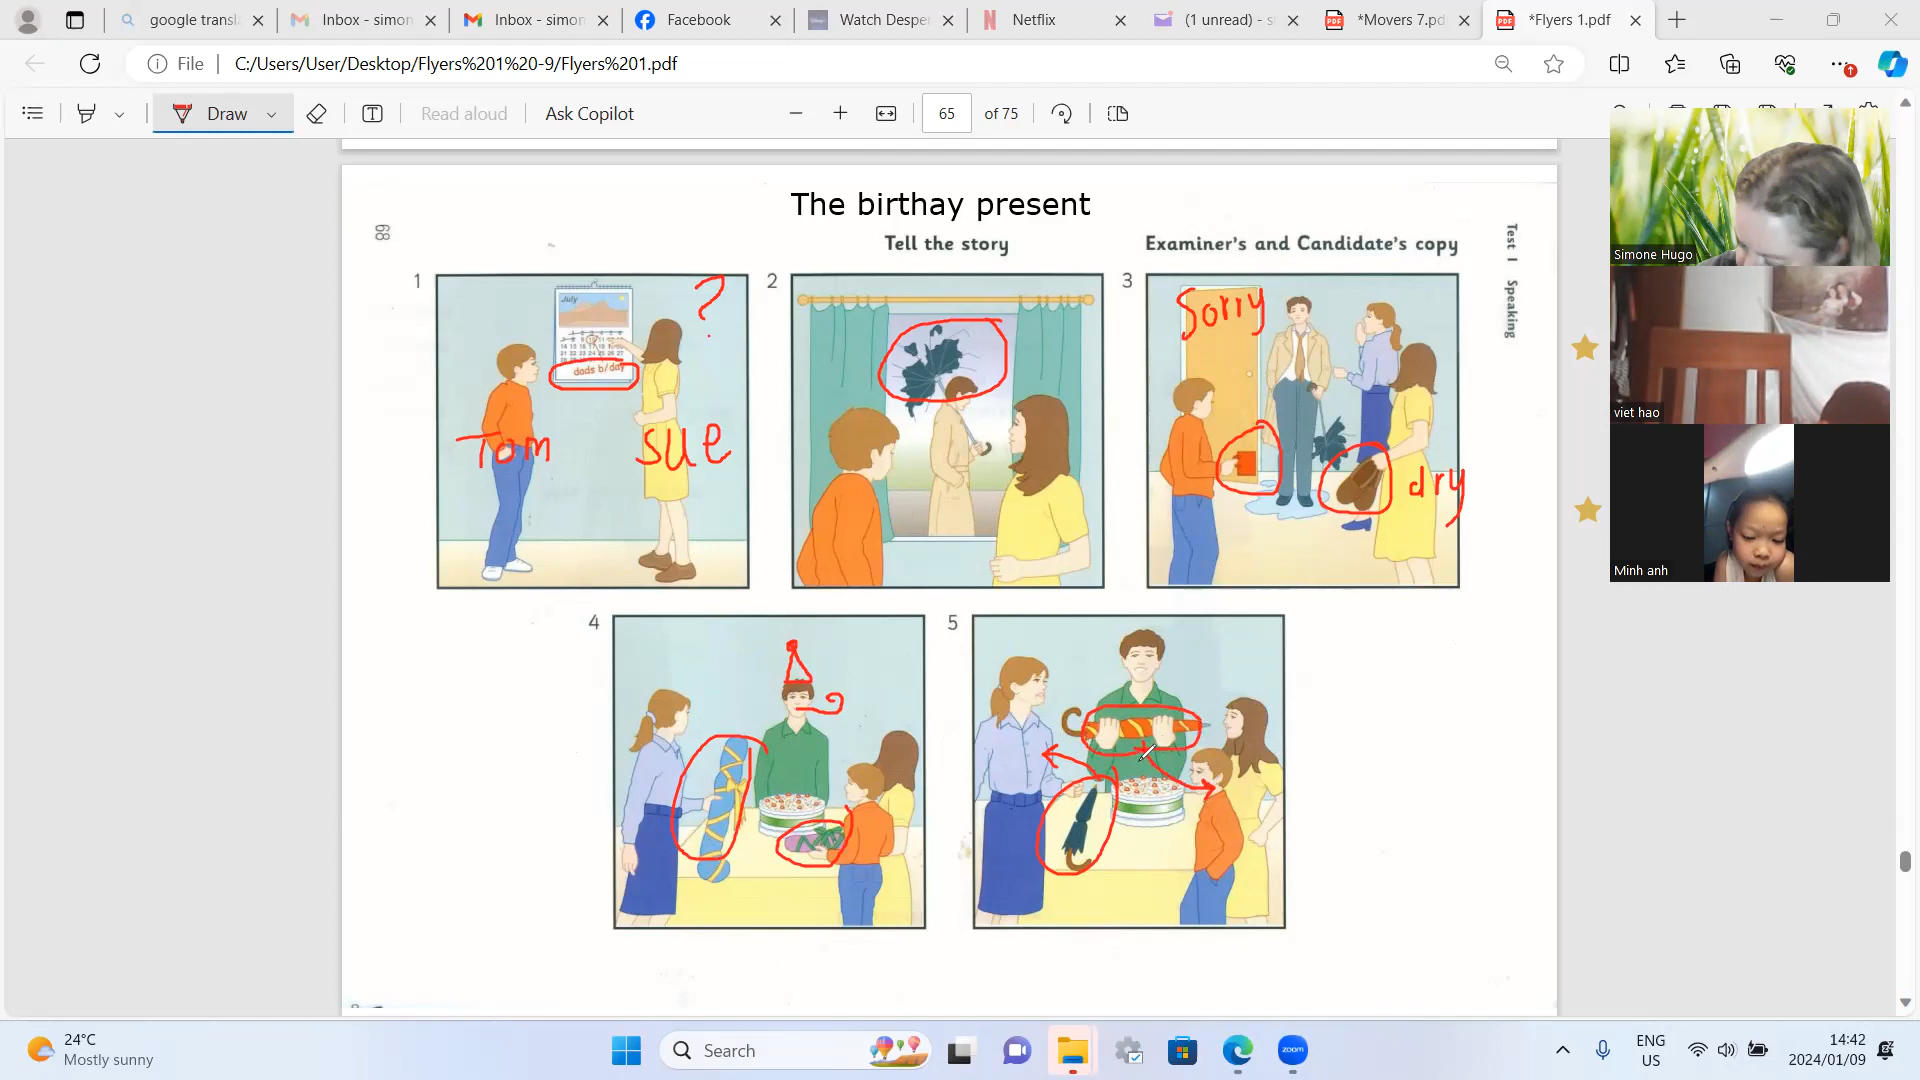 google transl
Inbox - simon
Inbox - simon
Facebook
Watch Desper
Netflix
(1 unread) - s
*Movers 7.pd
*Flyers 1.pdf
File
C:/Users/User/Desktop/Flyers%201%20-9/Flyers%201.pdf
Draw
Read aloud
Ask Copilot
65
of 75
The birthay present
68
Tell the story
Examiner's and Candidate's copy
Test 1 Speaking
1
2
3
July
dads b/day
?
Tom
Sue
Sorry
dry
4
5
Simone Hugo
viet hao
Minh anh
24°C
Mostly sunny
Search
zoom
ENG
US
14:42
2024/01/09